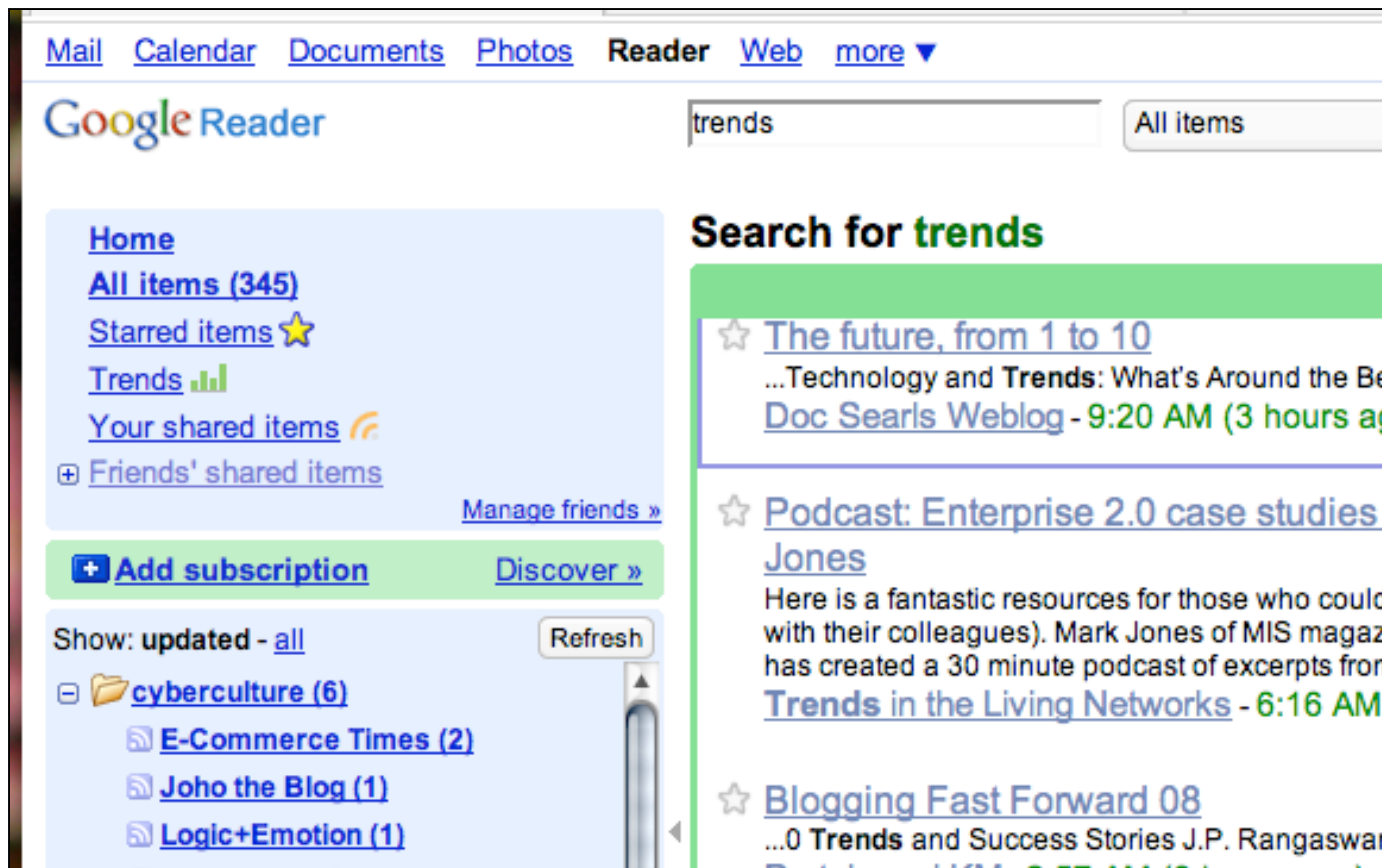 Mail Calendar Documents Photos Reader Web more ▼
Google Reader
trends
All items
Home
All items (345)
Starred items
Trends
Your shared items
Friends' shared items
Manage friends »
Add subscription Discover »
Show: updated - all Refresh
cyberculture (6)
E-Commerce Times (2)
Joho the Blog (1)
Logic+Emotion (1)
Search for trends
The future, from 1 to 10
...Technology and Trends: What's Around the
Doc Searls Weblog - 9:20 AM (3 hours
Podcast: Enterprise 2.0 case studies
Jones
Here is a fantastic resources for those who
with their colleagues). Mark Jones of MIS
has created a 30 minute podcast of excerpts
Trends in the Living Networks - 6:16 AM
Blogging Fast Forward 08
...0 Trends and Success Stories J.P.